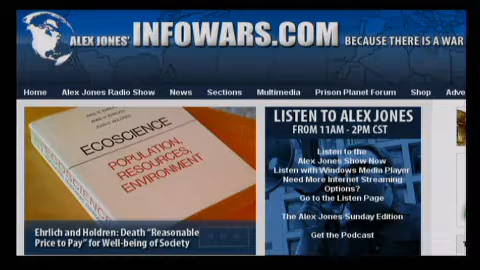 ALEX JONES' INFOWARS.COM BECAUSE THERE IS A WAR
Home Alex Jones Radio Show News Sections Multimedia Prison Planet Forum Shop Adve
ECOSCIENCE
POPULATION,
RESOURCES,
ENVIRONMENT
ECOSCIENCE
Ehrlich and Holdren: Death "Reasonable
Price to Pay" for Well-being of Society
LISTEN TO ALEX JONES
FROM 11AM - 2PM CST
Listen to the
Alex Jones Show Now
Listen with Windows Media Player
Need More Internet Streaming
Options?
Go to the Listen Page
The Alex Jones Sunday Edition
Get the Podcast